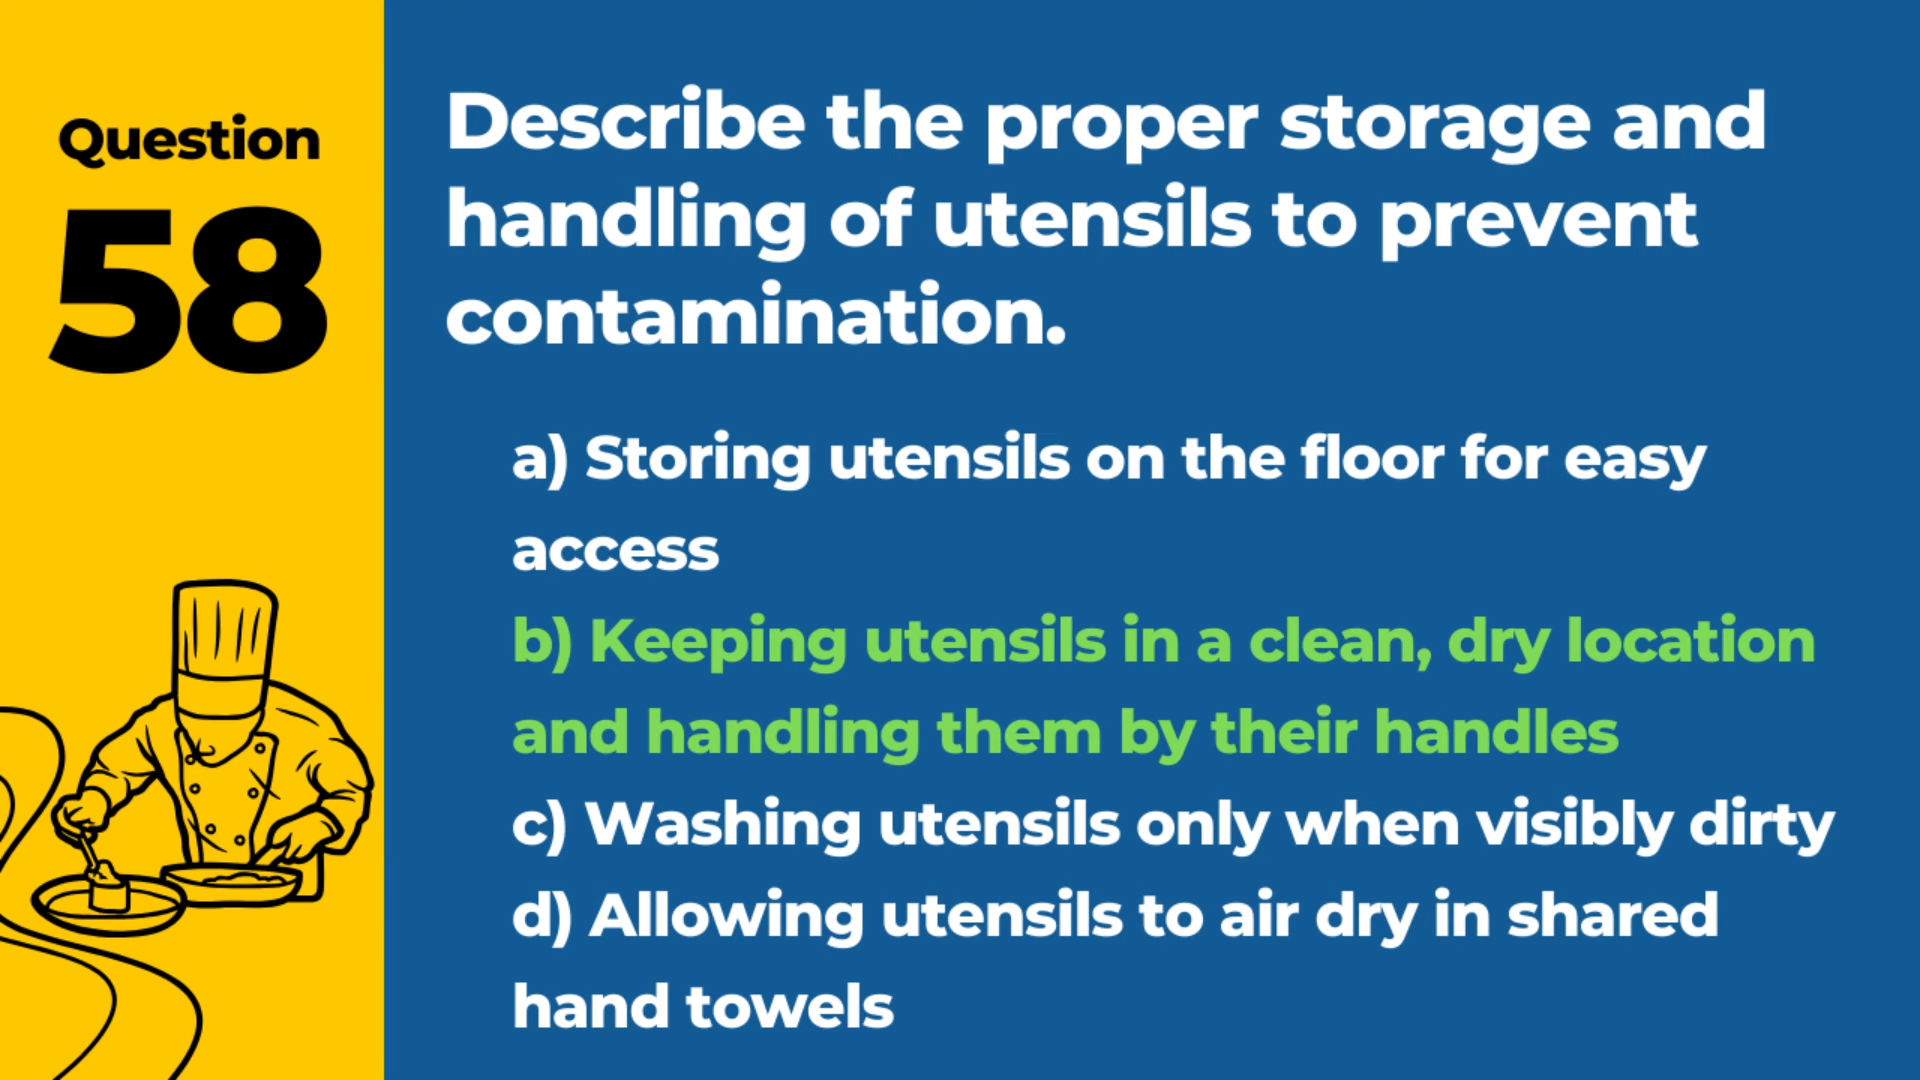 Question
58
Describe the proper storage and
handling of utensils to prevent
contamination.
a) Storing utensils on the floor for easy
access
b) Keeping utensils in a clean, dry location
and handling them by their handles
c) Washing utensils only when visibly dirty
d) Allowing utensils to air dry in shared
hand towels